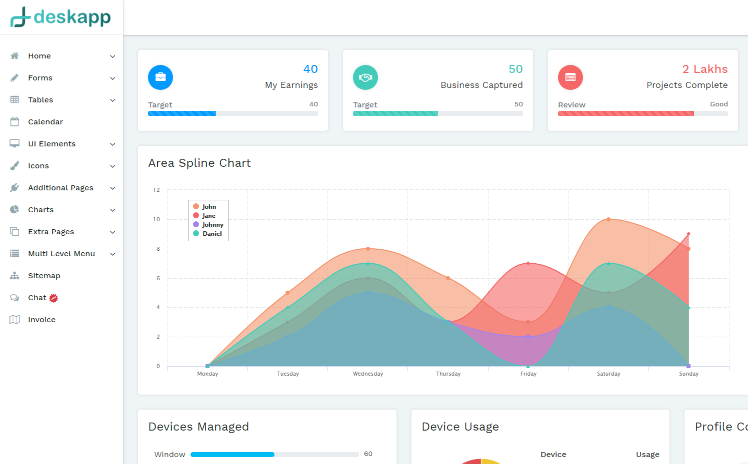 deskapp
Home
Forms
Tables
Calendar
UI Elements
Icons
Additional Pages
Charts
Extra Pages
Multi Level Menu
Sitemap
Chat
Invoice
40
My Earnings
Target 40
50
Business Captured
Target 50
2 Lakhs
Projects Complete
Review Good
Area Spline Chart
12
10
8
6
4
2
0
John
Jane
Johnny
Daniel
Monday Tuesday Wednesday Thursday Friday Saturday Sunday
Devices Managed
Window 60
Device Usage
Device Usage
Profile Co